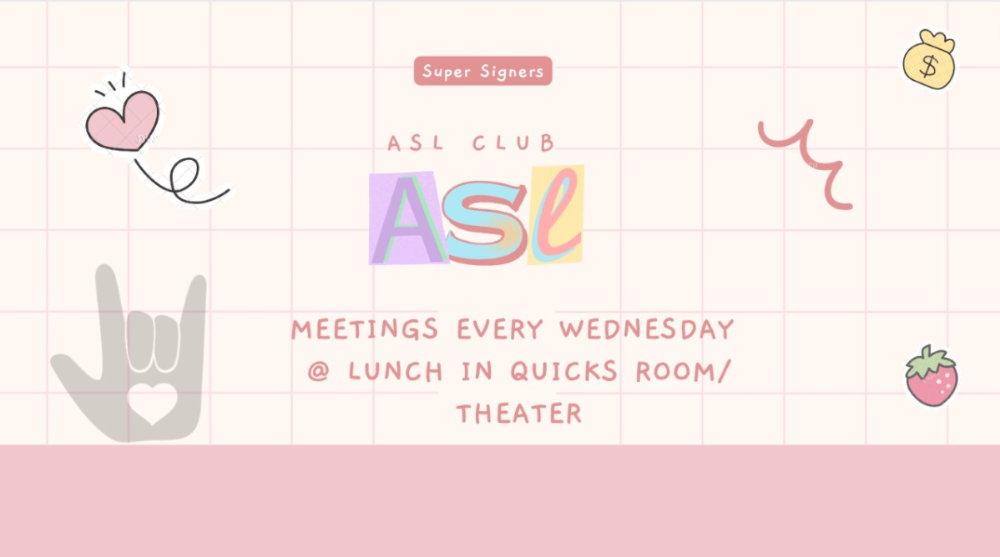 Super Signers
ASL CLUB
ASl
MEETINGS EVERY WEDNESDAY
@ LUNCH IN QUICKS ROOM/
THEATER
$